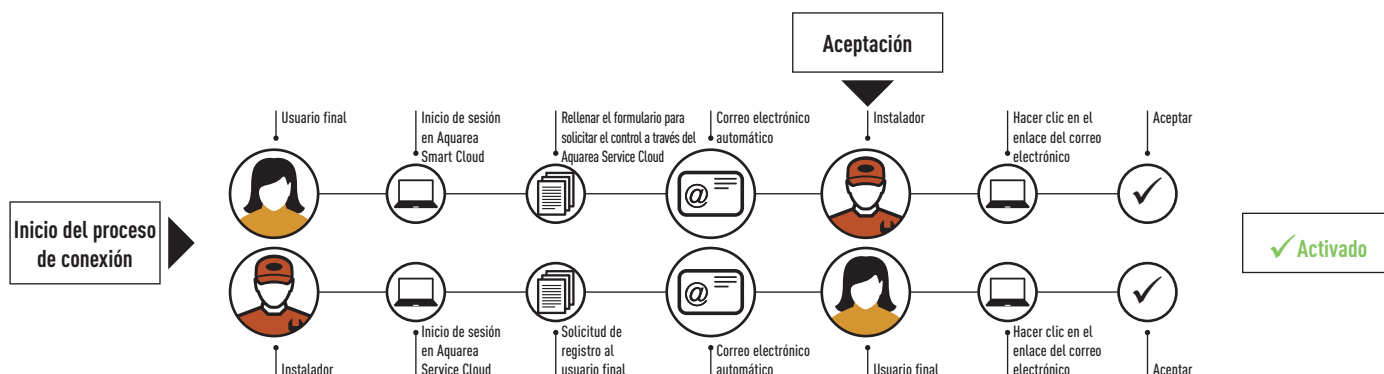 Aceptación
Usuario final
Inicio de sesión
en Aquarea
Smart Cloud
Rellenar el formulario para
solicitar el control a través del
Aquarea Service Cloud
Correo electrónico
automático
Instalador
Hacer clic en el
enlace del correo
electrónico
Aceptar
Inicio del proceso
de conexión
@
@
Activado
Instalador
Inicio de sesión
en Aquarea
Service Cloud
Solicitud de
registro al
usuario final
Correo electrónico
automático
Usuario final
Hacer clic en el
enlace del correo
electrónico
Aceptar